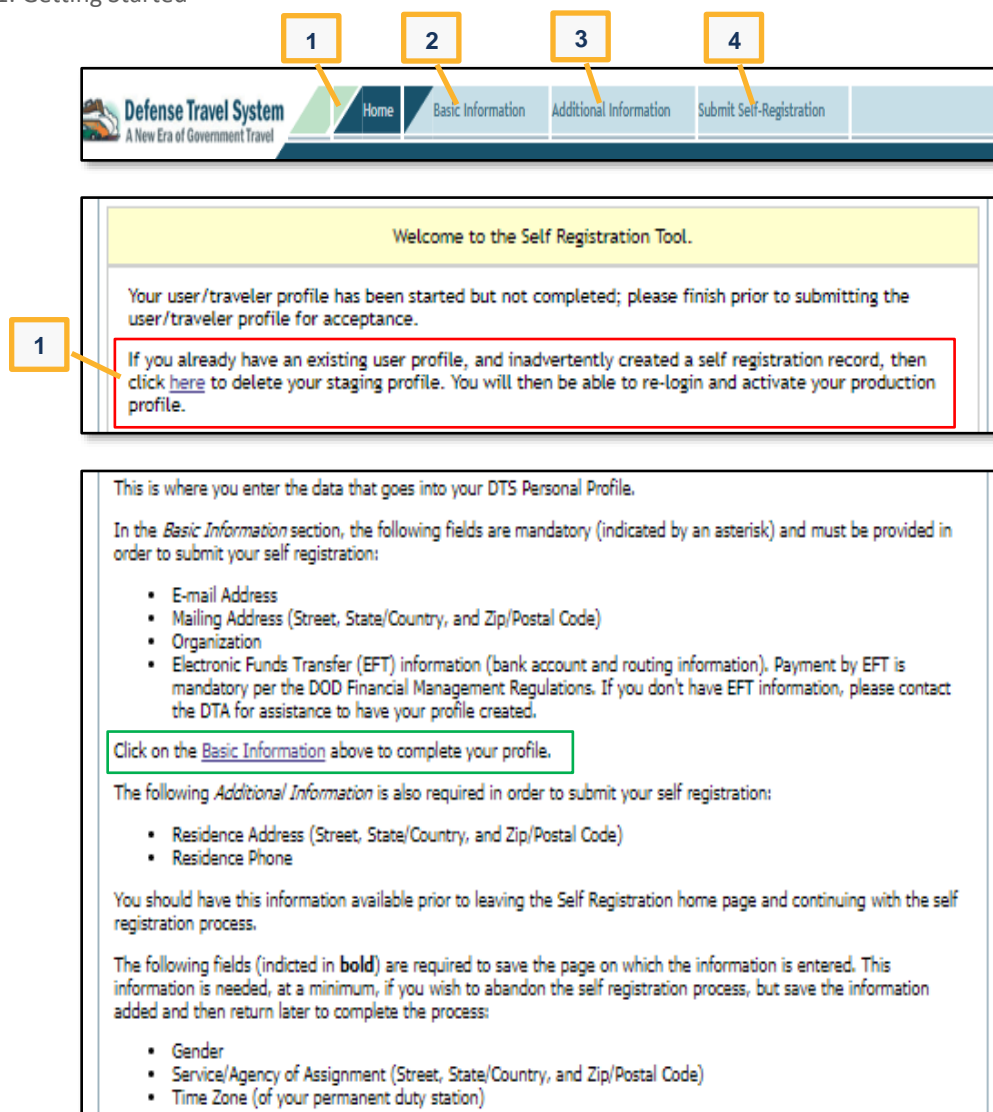 Getting Started
1 2 3 4
Defense Travel System
A New Era of Government Travel
Home Basic Information Additional Information Submit Self-Registration
Welcome to the Self Registration Tool.
Your user/traveler profile has been started but not completed; please finish prior to submitting the
user/traveler profile for acceptance.
1
If you already have an existing user profile, and inadvertently created a self registration record, then
click here to delete your staging profile. You will then be able to re-login and activate your production
profile.
This is where you enter the data that goes into your DTS Personal Profile.
In the Basic Information section, the following fields are mandatory (indicated by an asterisk) and must be provided in
order to submit your self registration:
• E-mail Address
• Mailing Address (Street, State/Country, and Zip/Postal Code)
• Organization
• Electronic Funds Transfer (EFT) information (bank account and routing information). Payment by EFT is
mandatory per the DOD Financial Management Regulations. If you don't have EFT information, please contact
the DTA for assistance to have your profile created.
Click on the Basic Information above to complete your profile.
The following Additional Information is also required in order to submit your self registration:
• Residence Address (Street, State/Country, and Zip/Postal Code)
• Residence Phone
You should have this information available prior to leaving the Self Registration home page and continuing with the self
registration process.
The following fields (indicted in bold) are required to save the page on which the information is entered. This
information is needed, at a minimum, if you wish to abandon the self registration process, but save the information
added and then return later to complete the process:
• Gender
• Service/Agency of Assignment (Street, State/Country, and Zip/Postal Code)
• Time Zone (of your permanent duty station)